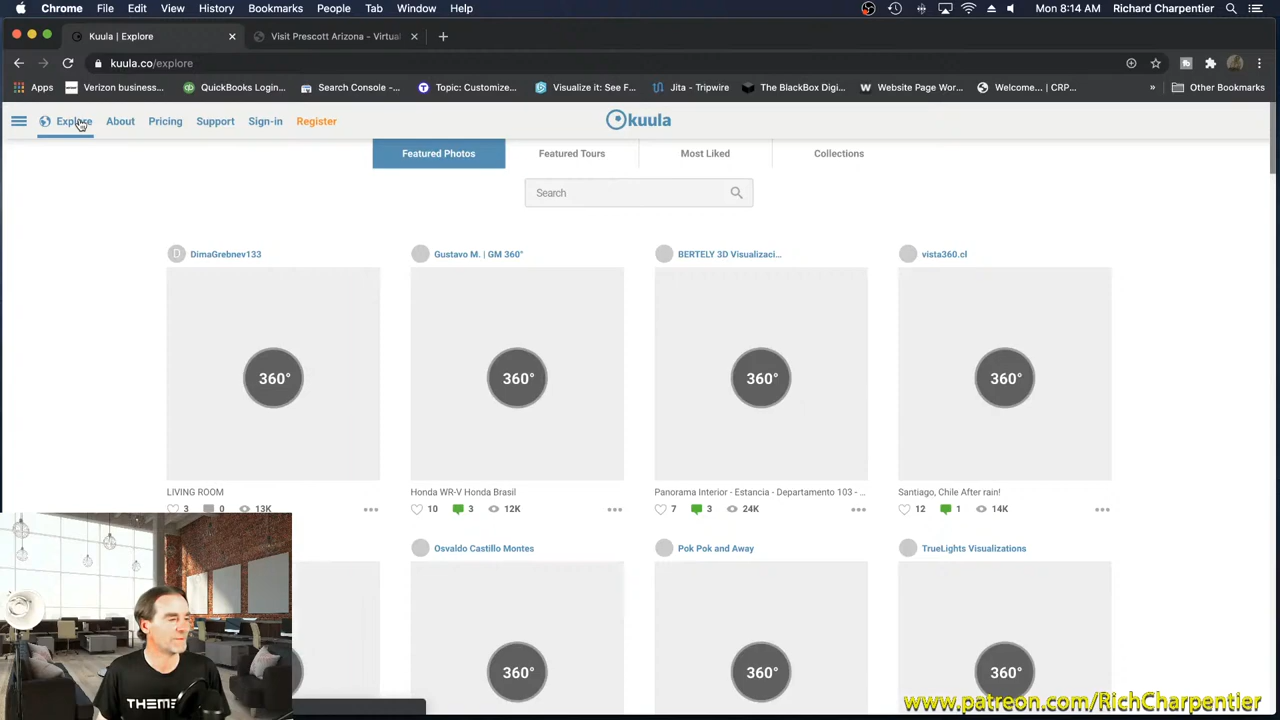 Chrome File Edit View History Bookmarks People Tab Window Help Mon 8:14 AM Richard Charpentier
Kuula | Explore Visit Prescott Arizona - Virtual
kuula.co/explore
Apps Verizon business... QuickBooks Login... Search Console -... Topic: Customize... Visualize it: See F... Jita - Tripwire The BlackBox Digi... Website Page Wor... Welcome... | CRP... » Other Bookmarks
Explore About Pricing Support Sign-in Register kuula
Featured Photos Featured Tours Most Liked Collections
Search
D DimaGrebnev133 Gustavo M. | GM 360° BERTELY 3D Visualizaci... vista360.cl
360° 360° 360° 360°
LIVING ROOM Honda WR-V Honda Brasil Panorama Interior - Estancia - Departamento 103 - ... Santiago, Chile After rain!
3 0 13K 10 3 12K 7 3 24K 12 1 14K
Osvaldo Castillo Montes Pok Pok and Away TrueLights Visualizations
360° 360° 360°
www.patreon.com/RichCharpentier